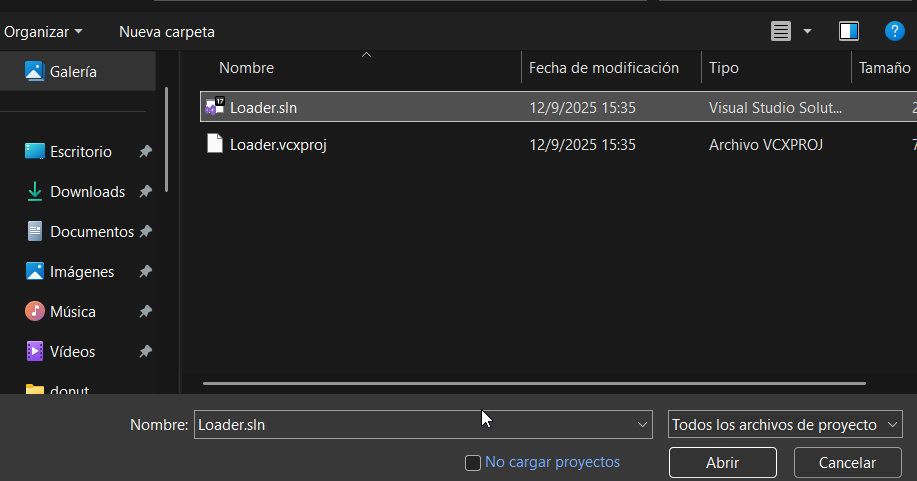 Organizar
Nueva carpeta
Galería
Nombre
Fecha de modificación
Tipo
Tamaño
17
Loader.sln
12/9/2025 15:35
Visual Studio Solut...
Loader.vcxproj
12/9/2025 15:35
Archivo VCXPROJ
Escritorio
Downloads
Documentos
Imágenes
Música
Vídeos
donut
Nombre:
Loader.sln
Todos los archivos de proyecto
No cargar proyectos
Abrir
Cancelar